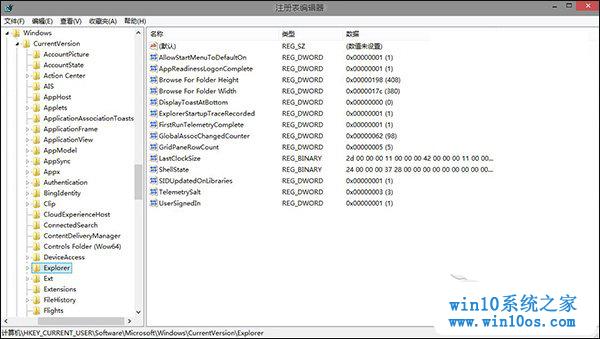 注册表编辑器
文件(F) 编辑(E) 查看(V) 收藏夹(A) 帮助(H)
Windows
CurrentVersion
AccountPicture
AccountState
Action Center
AIS
AppHost
Applets
ApplicationAssociationToasts
ApplicationFrame
ApplicationView
AppModel
AppSync
Appx
Authentication
BingIdentity
Clip
CloudExperienceHost
ConnectedSearch
ContentDeliveryManager
Controls Folder (Wow64)
DeviceAccess
Explorer
Ext
Extensions
FileHistory
Flights
名称 类型 数据
(默认) REG_SZ (数值未设置)
AllowStartMenuToDefaultOn REG_DWORD 0x00000001 (1)
AppReadinessLogonComplete REG_DWORD 0x00000001 (1)
Browse For Folder Height REG_DWORD 0x00000198 (408)
Browse For Folder Width REG_DWORD 0x0000017c (380)
DisplayToastAtBottom REG_DWORD 0x00000000 (0)
ExplorerStartupTraceRecorded REG_DWORD 0x00000001 (1)
FirstRunTelemetryComplete REG_DWORD 0x00000001 (1)
GlobalAssocChangedCounter REG_DWORD 0x00000062 (98)
GridPaneRowCount REG_DWORD 0x00000005 (5)
LastClockSize REG_BINARY 2d 00 00 00 11 00 00 00 42 00 00 00 11 00 00...
ShellState REG_BINARY 24 00 00 00 37 28 00 00 00 00 00 00 00 00 00...
SIDUpdatedOnLibraries REG_DWORD 0x00000001 (1)
TelemetrySalt REG_DWORD 0x00000003 (3)
UserSignedIn REG_DWORD 0x00000001 (1)
计算机\HKEY_CURRENT_USER\Software\Microsoft\Windows\CurrentVersion\Explorer
win10系统之家
www.win10os.com